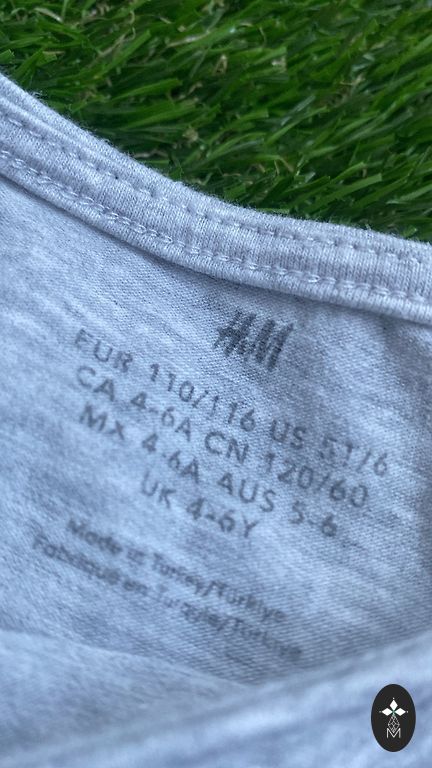 H&M
EUR 110/116 US 5T/6
CA 4-6A CN 120/60
MX 4-6A AUS 5-6
UK 4-6Y
Made in Turkey/Türkiye
Fabriqué en Turquie/Türkiye
M